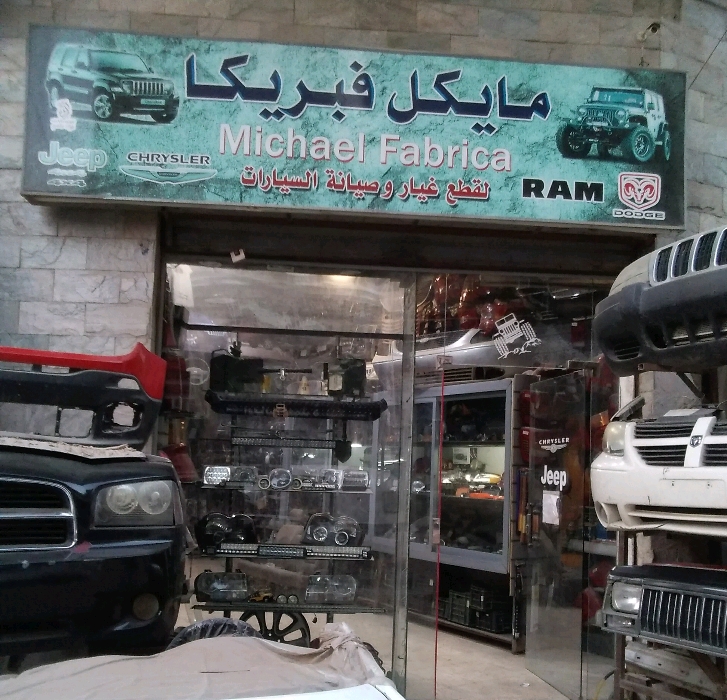 مايكل فبريكا
Michael Fabrica
لقطع غيار وصيانة السيارات
Jeep
CHRYSLER
RAM
DODGE
CHRYSLER
Jeep